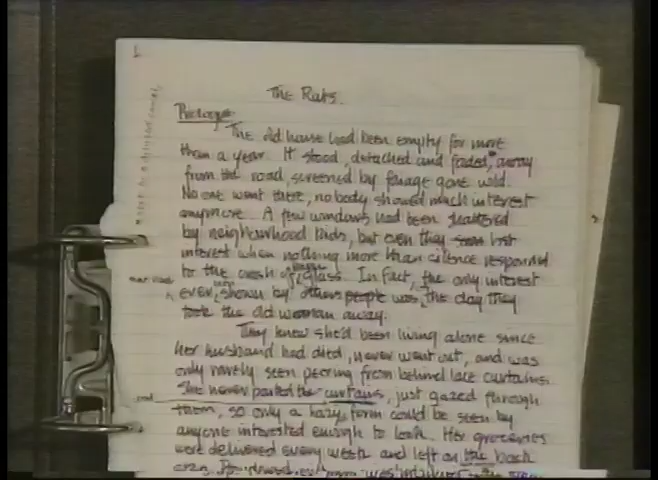 1.
The Rats.
Prologue
The old house had been empty for more
than a year. It stood, detached and faded, away
from the road, screened by foliage gone wild.
No one went there, nobody showed much interest
anymore. A few windows had been shattered
by neighbourhood kids, but even they soon lost
interest when nothing more than silence responded
to the crash of glass. In fact, the only interest
ever shown by others people was the day they
took the old woman away.
They knew she'd been living alone since
her husband had died, never went out, and was
only rarely seen peering from behind lace curtains.
She never parted the curtains, just gazed through
them, so only a hazy form could be seen by
anyone interested enough to look. Her groceries
were delivered every week and left on the back